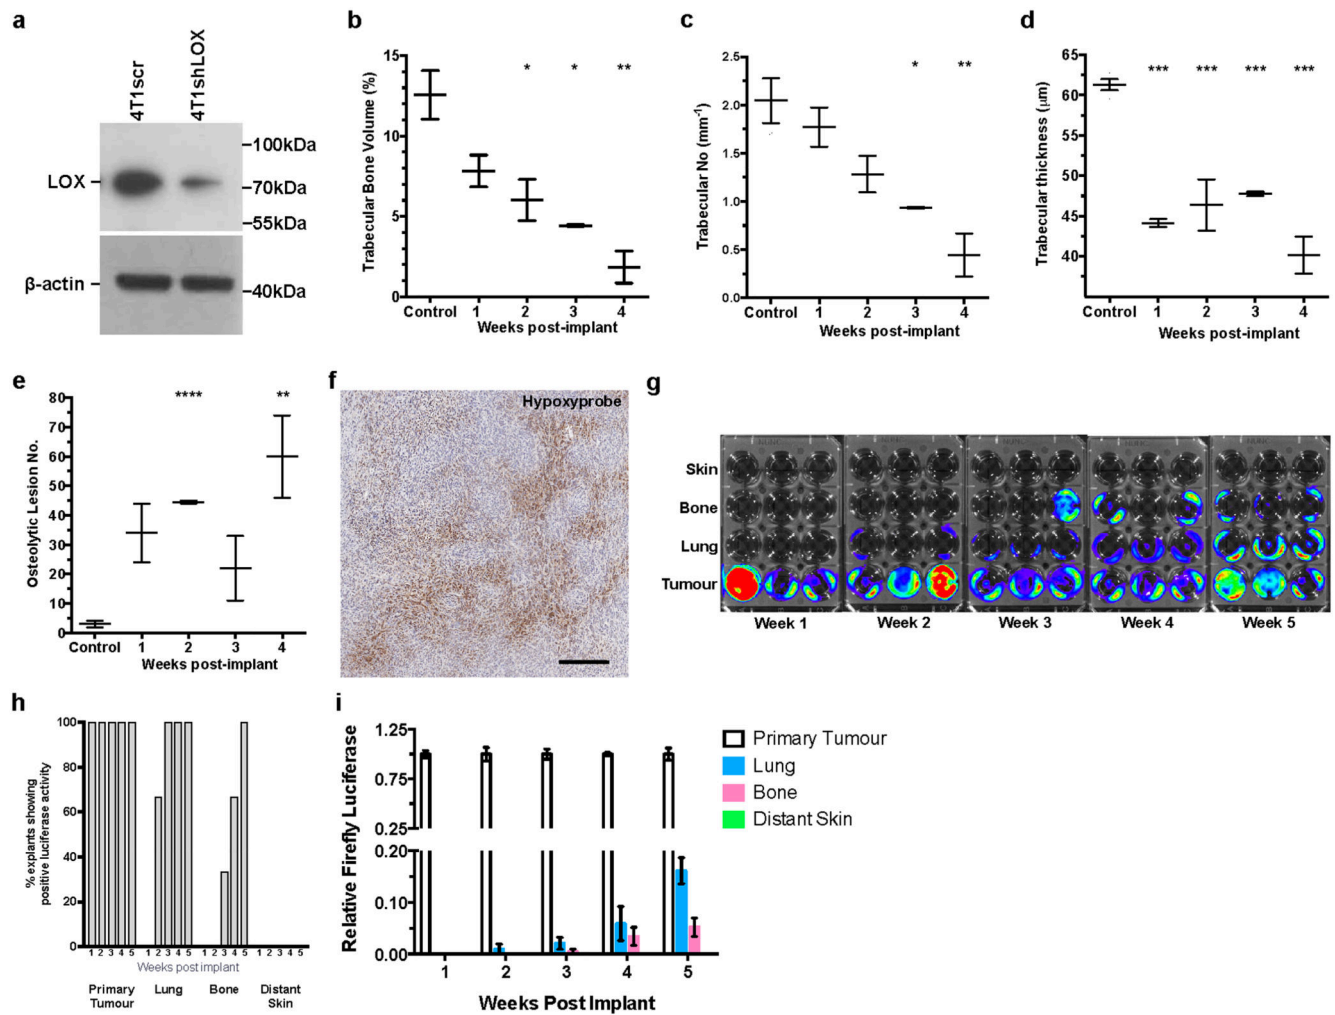 a
4T1scr
4T1shLOX
LOX
100kDa
70kDa
55kDa
β-actin
40kDa
b
Trabecular Bone Volume (%)
15
10
5
0
* * **
Control 1 2 3 4
Weeks post-implant
c
Trabecular No (mm-1)
2.5
2.0
1.5
1.0
0.5
0.0
* **
Control 1 2 3 4
Weeks post-implant
d
Trabecular thickness (μm)
65
60
55
50
45
40
*** *** *** ***
Control 1 2 3 4
Weeks post-implant
e
Osteolytic Lesion No.
80
70
60
50
40
30
20
10
0
**** **
Control 1 2 3 4
Weeks post-implant
f
Hypoxyprobe
g
Skin
Bone
Lung
Tumour
Week 1 Week 2 Week 3 Week 4 Week 5
h
% explants showing
positive luciferase activity
100
80
60
40
20
0
1 2 3 4 5 1 2 3 4 5 1 2 3 4 5 1 2 3 4 5
Weeks post implant
Primary Tumour
Lung
Bone
Distant Skin
i
Relative Firefly Luciferase
1.25
0.75
0.25
0.20
0.10
0.00
1 2 3 4 5
Weeks Post Implant
Primary Tumour
Lung
Bone
Distant Skin